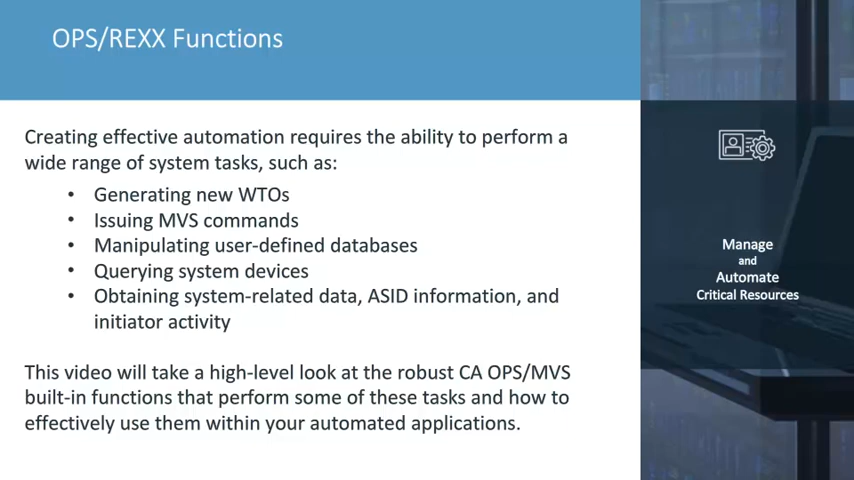 OPS/REXX Functions
Creating effective automation requires the ability to perform a
wide range of system tasks, such as:
• Generating new WTOs
• Issuing MVS commands
• Manipulating user-defined databases
• Querying system devices
• Obtaining system-related data, ASID information, and
initiator activity
This video will take a high-level look at the robust CA OPS/MVS
built-in functions that perform some of these tasks and how to
effectively use them within your automated applications.
Manage
and
Automate
Critical Resources